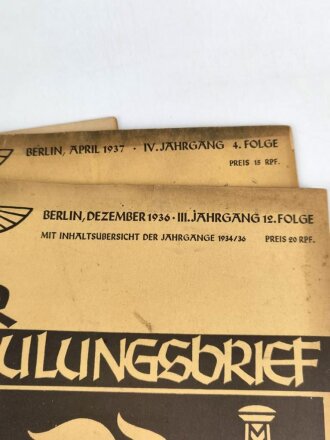 BERLIN, APRIL 1937 · IV. JAHRGANG 4. FOLGE
PREIS 15 RPF.
BERLIN, DEZEMBER 1936 · III. JAHRGANG 12. FOLGE
MIT INHALTSÜBERSICHT DER JAHRGÄNGE 1934/36 PREIS 20 RPF.
R
ULUNGSBRIEF
M